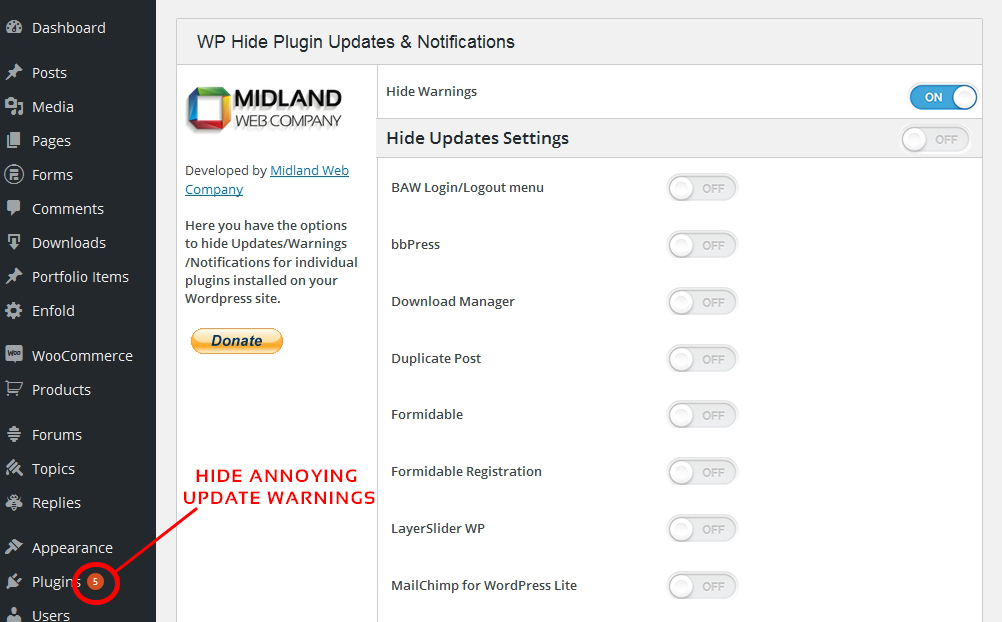 Dashboard
Posts
Media
Pages
Forms
Comments
Downloads
Portfolio Items
Enfold
Woo
WooCommerce
Products
Forums
Topics
Replies
Appearance
Plugins 5
Users
WP Hide Plugin Updates & Notifications
MIDLAND
WEB COMPANY
Developed by Midland Web
Company
Here you have the options
to hide Updates/Warnings
/Notifications for individual
plugins installed on your
Wordpress site.
Donate
HIDE ANNOYING
UPDATE WARNINGS
Hide Warnings ON
Hide Updates Settings OFF
BAW Login/Logout menu OFF
bbPress OFF
Download Manager OFF
Duplicate Post OFF
Formidable OFF
Formidable Registration OFF
LayerSlider WP OFF
MailChimp for WordPress Lite OFF